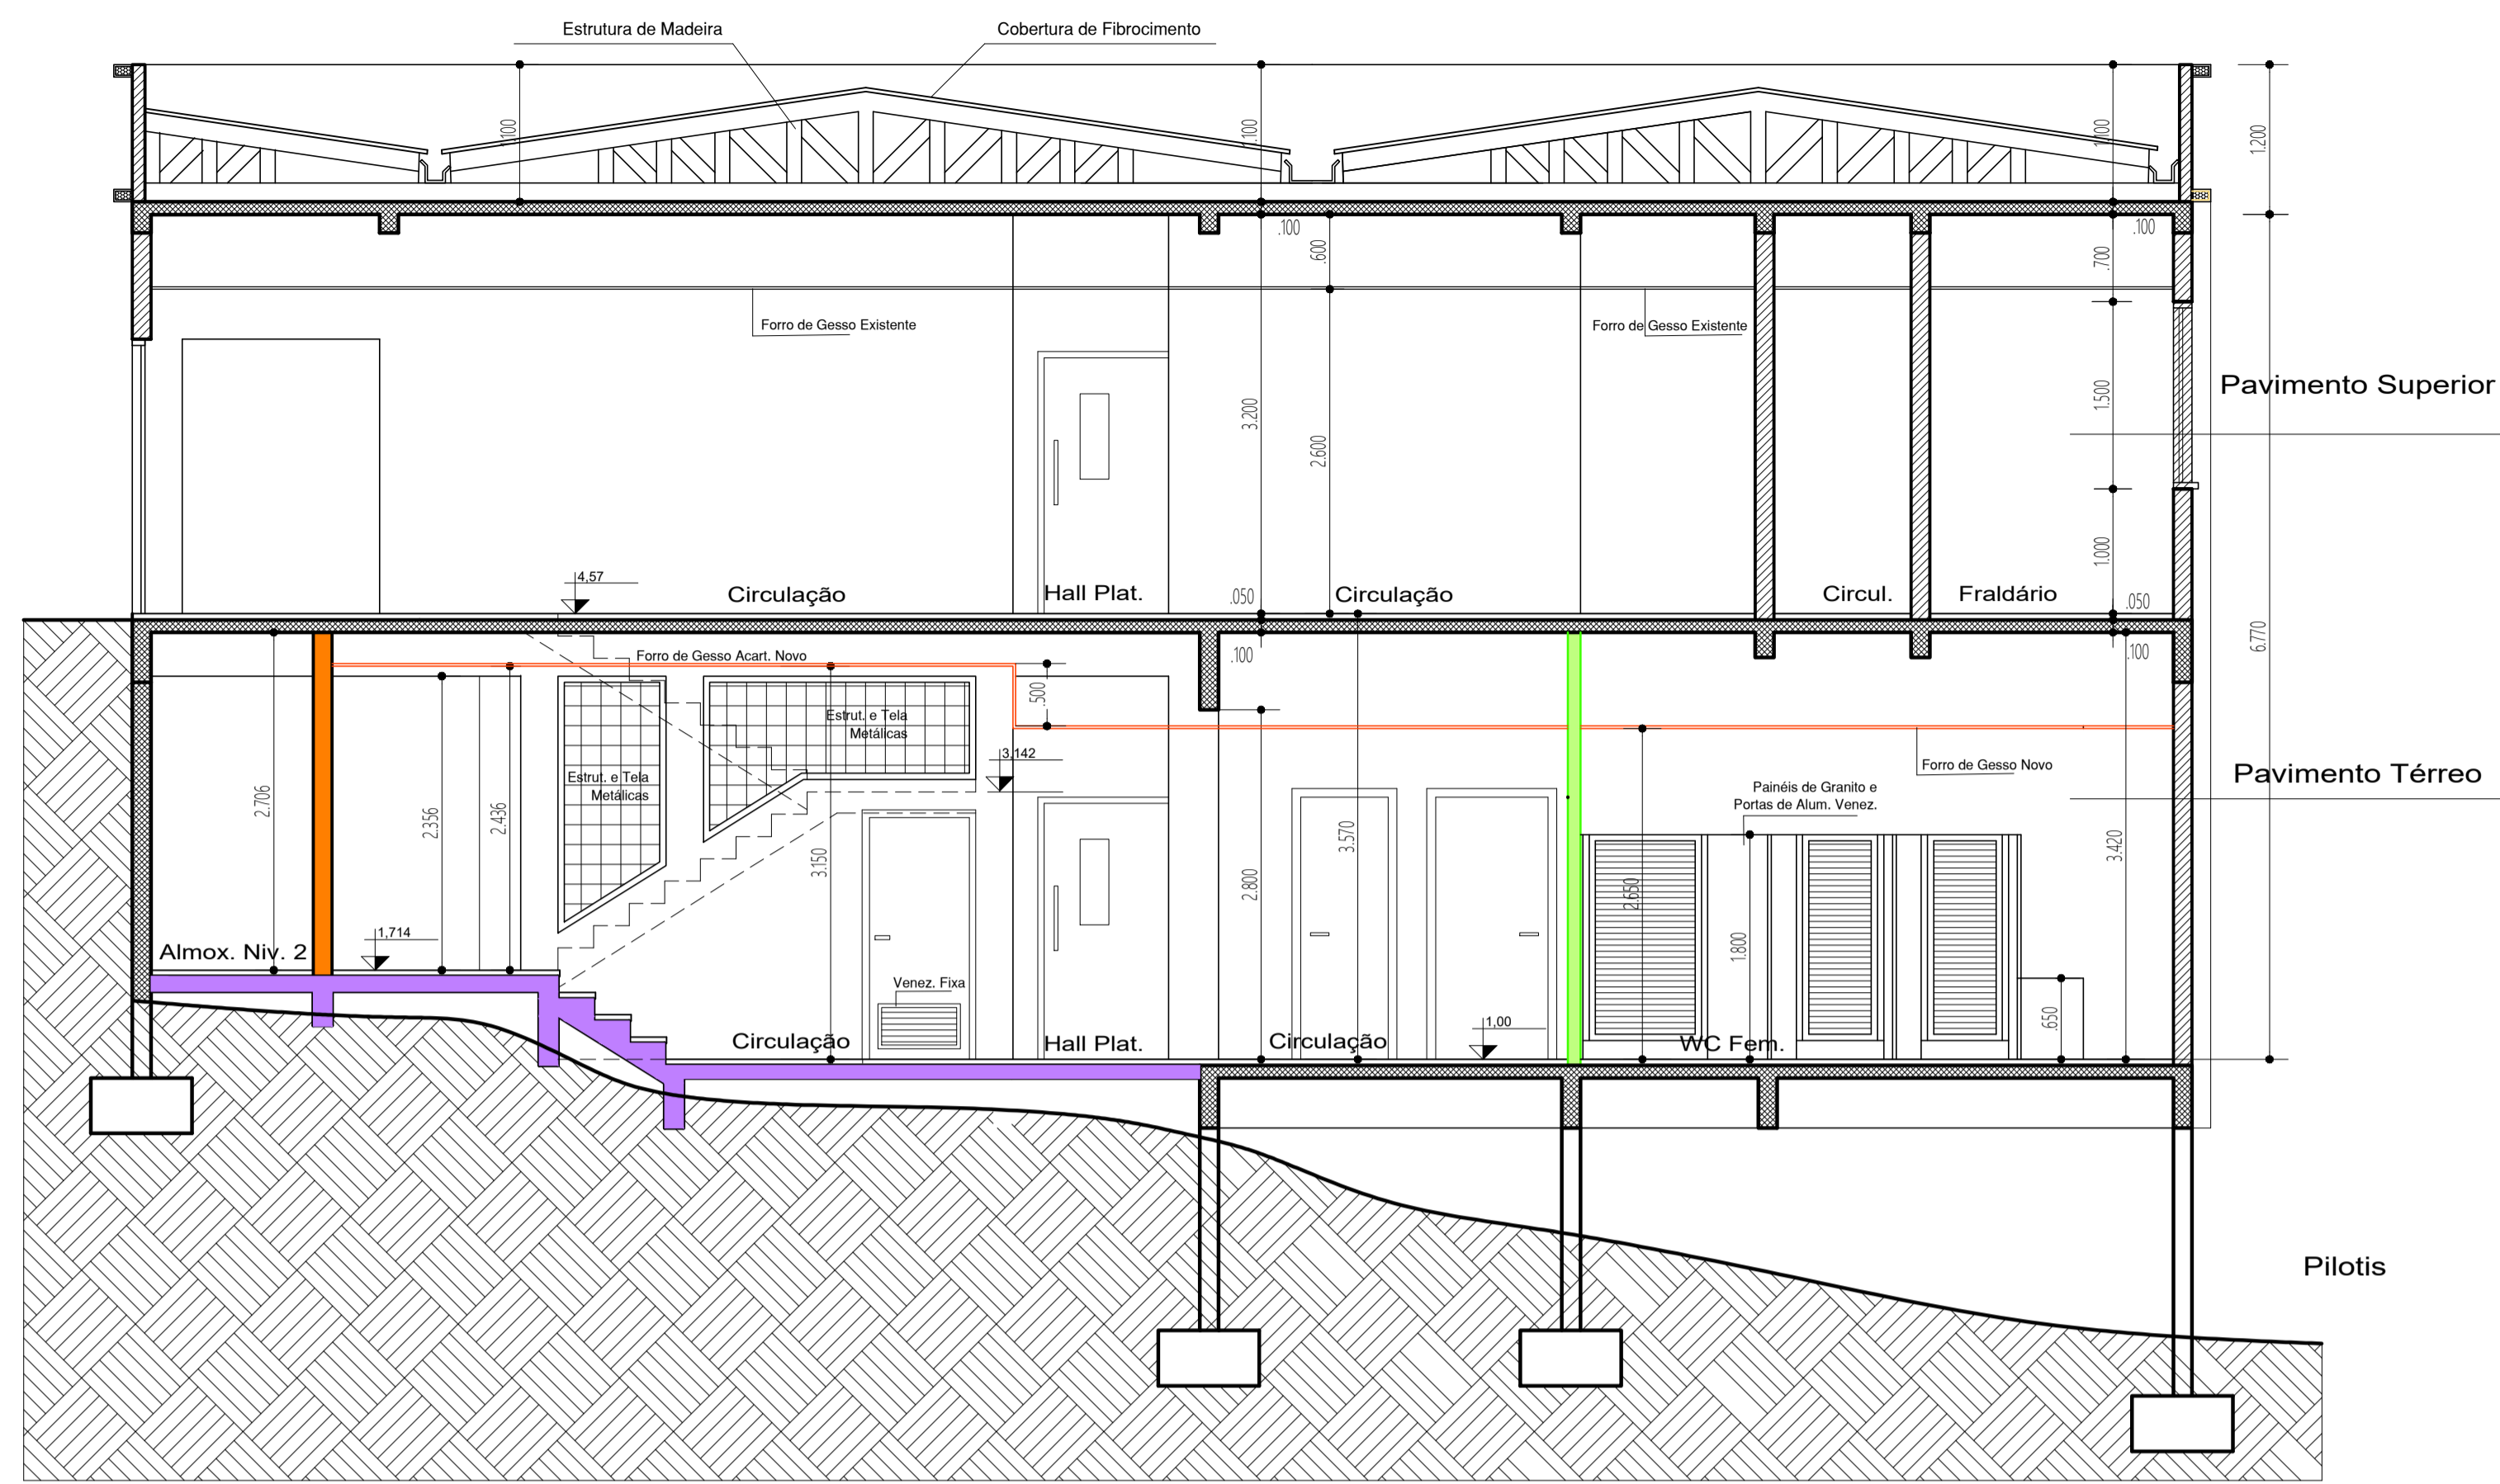 Estrutura de Madeira
Cobertura de Fibrocimento
1.100
1.100
1.100
1.200
.100
.600
.700
.100
Forro de Gesso Existente
Forro de Gesso Existente
Pavimento Superior
3.200
2.600
1.500
1.000
4,57
Circulação
Hall Plat.
.050
Circulação
Circul.
Fraldário
.050
6.770
Forro de Gesso Acart. Novo
.100
.100
.500
Estrut. e Tela
Metálicas
3,142
Estrut. e Tela
Metálicas
Forro de Gesso Novo
Pavimento Térreo
Painéis de Granito e
Portas de Alum. Venez.
2.706
2.356
2.436
3.150
2.800
3.570
2.650
1.800
3.420
1,714
Almox. Niv. 2
Venez. Fixa
.650
1,00
Circulação
Hall Plat.
Circulação
WC Fem.
Pilotis